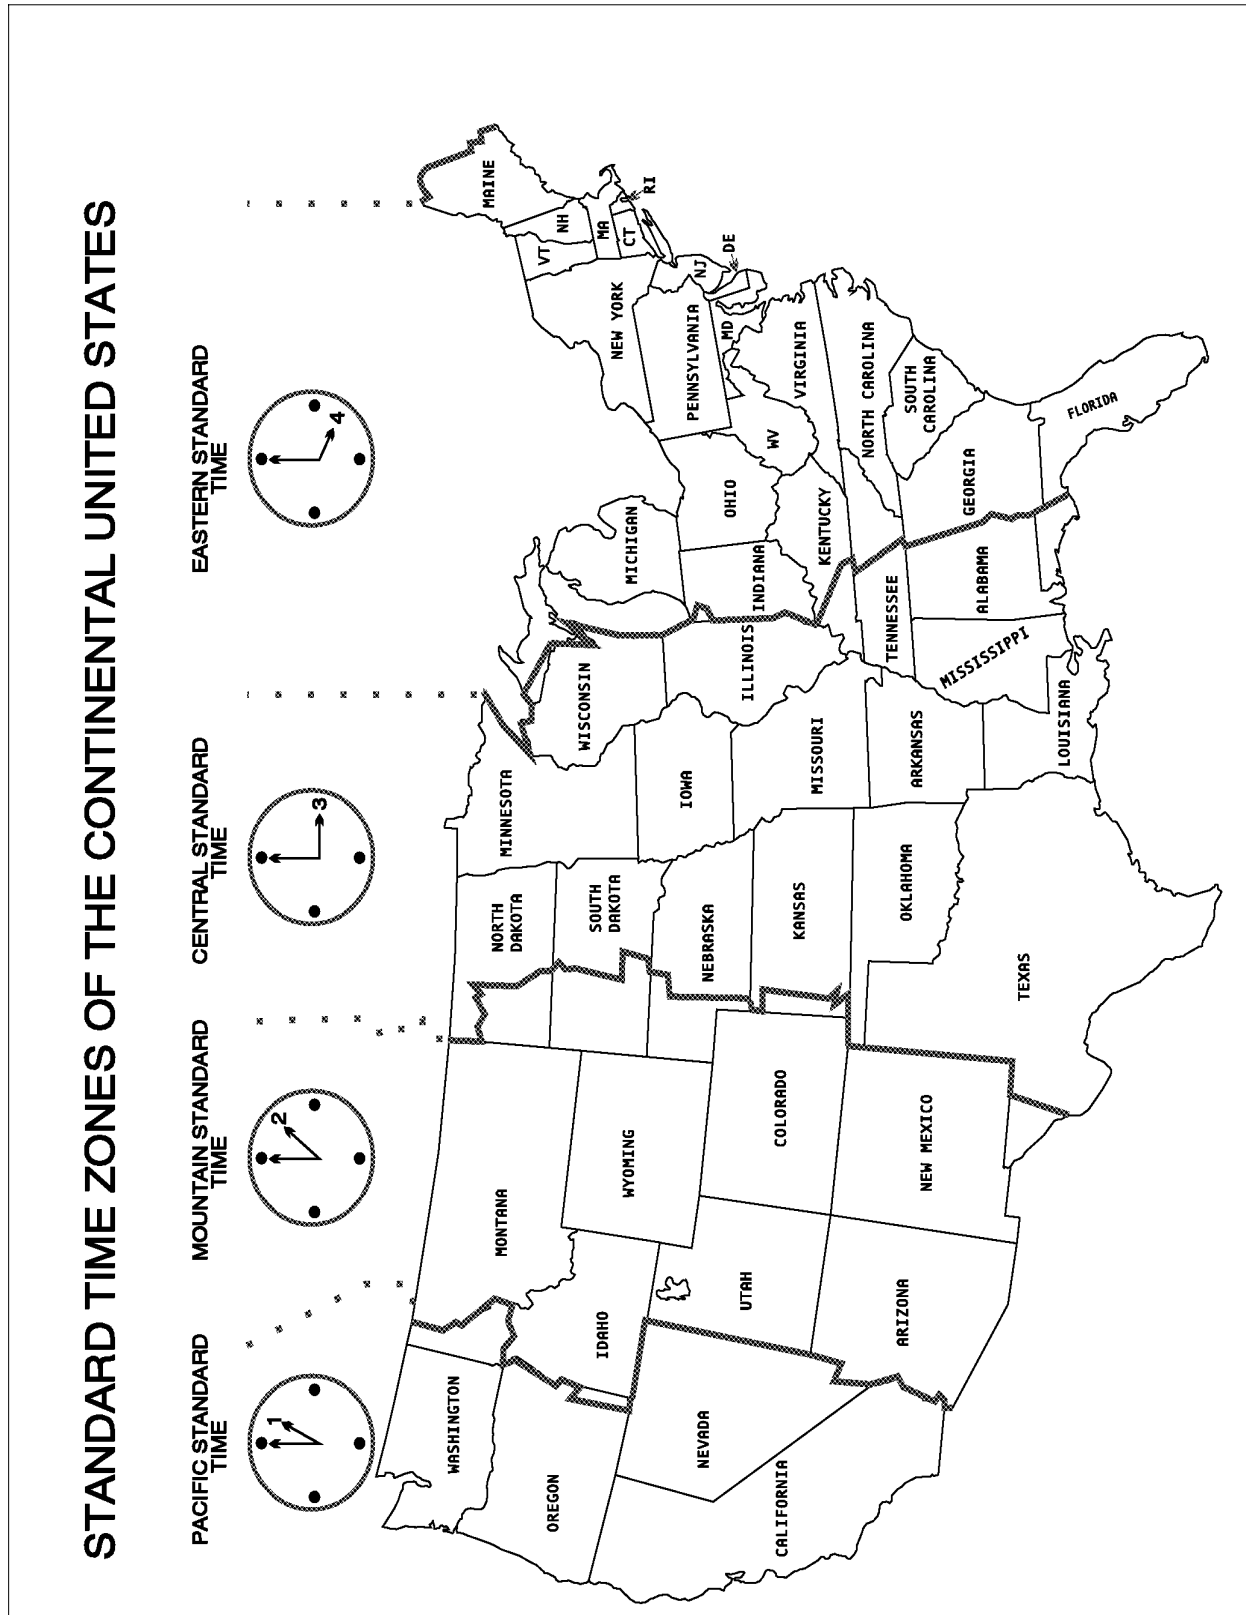 STANDARD TIME ZONES OF THE CONTINENTAL UNITED STATES
PACIFIC STANDARD
TIME
MOUNTAIN STANDARD
TIME
CENTRAL STANDARD
TIME
EASTERN STANDARD
TIME
1
2
3
4
WASHINGTON
OREGON
CALIFORNIA
NEVADA
IDAHO
MONTANA
WYOMING
UTAH
ARIZONA
COLORADO
NEW MEXICO
NORTH
DAKOTA
SOUTH
DAKOTA
NEBRASKA
KANSAS
OKLAHOMA
TEXAS
MINNESOTA
IOWA
MISSOURI
ARKANSAS
LOUISIANA
WISCONSIN
ILLINOIS
MISSISSIPPI
MICHIGAN
INDIANA
KENTUCKY
TENNESSEE
ALABAMA
OHIO
WV
GEORGIA
FLORIDA
SOUTH
CAROLINA
NORTH CAROLINA
VIRGINIA
MD
DE
PENNSYLVANIA
NJ
NEW YORK
CT
RI
MA
VT
NH
MAINE